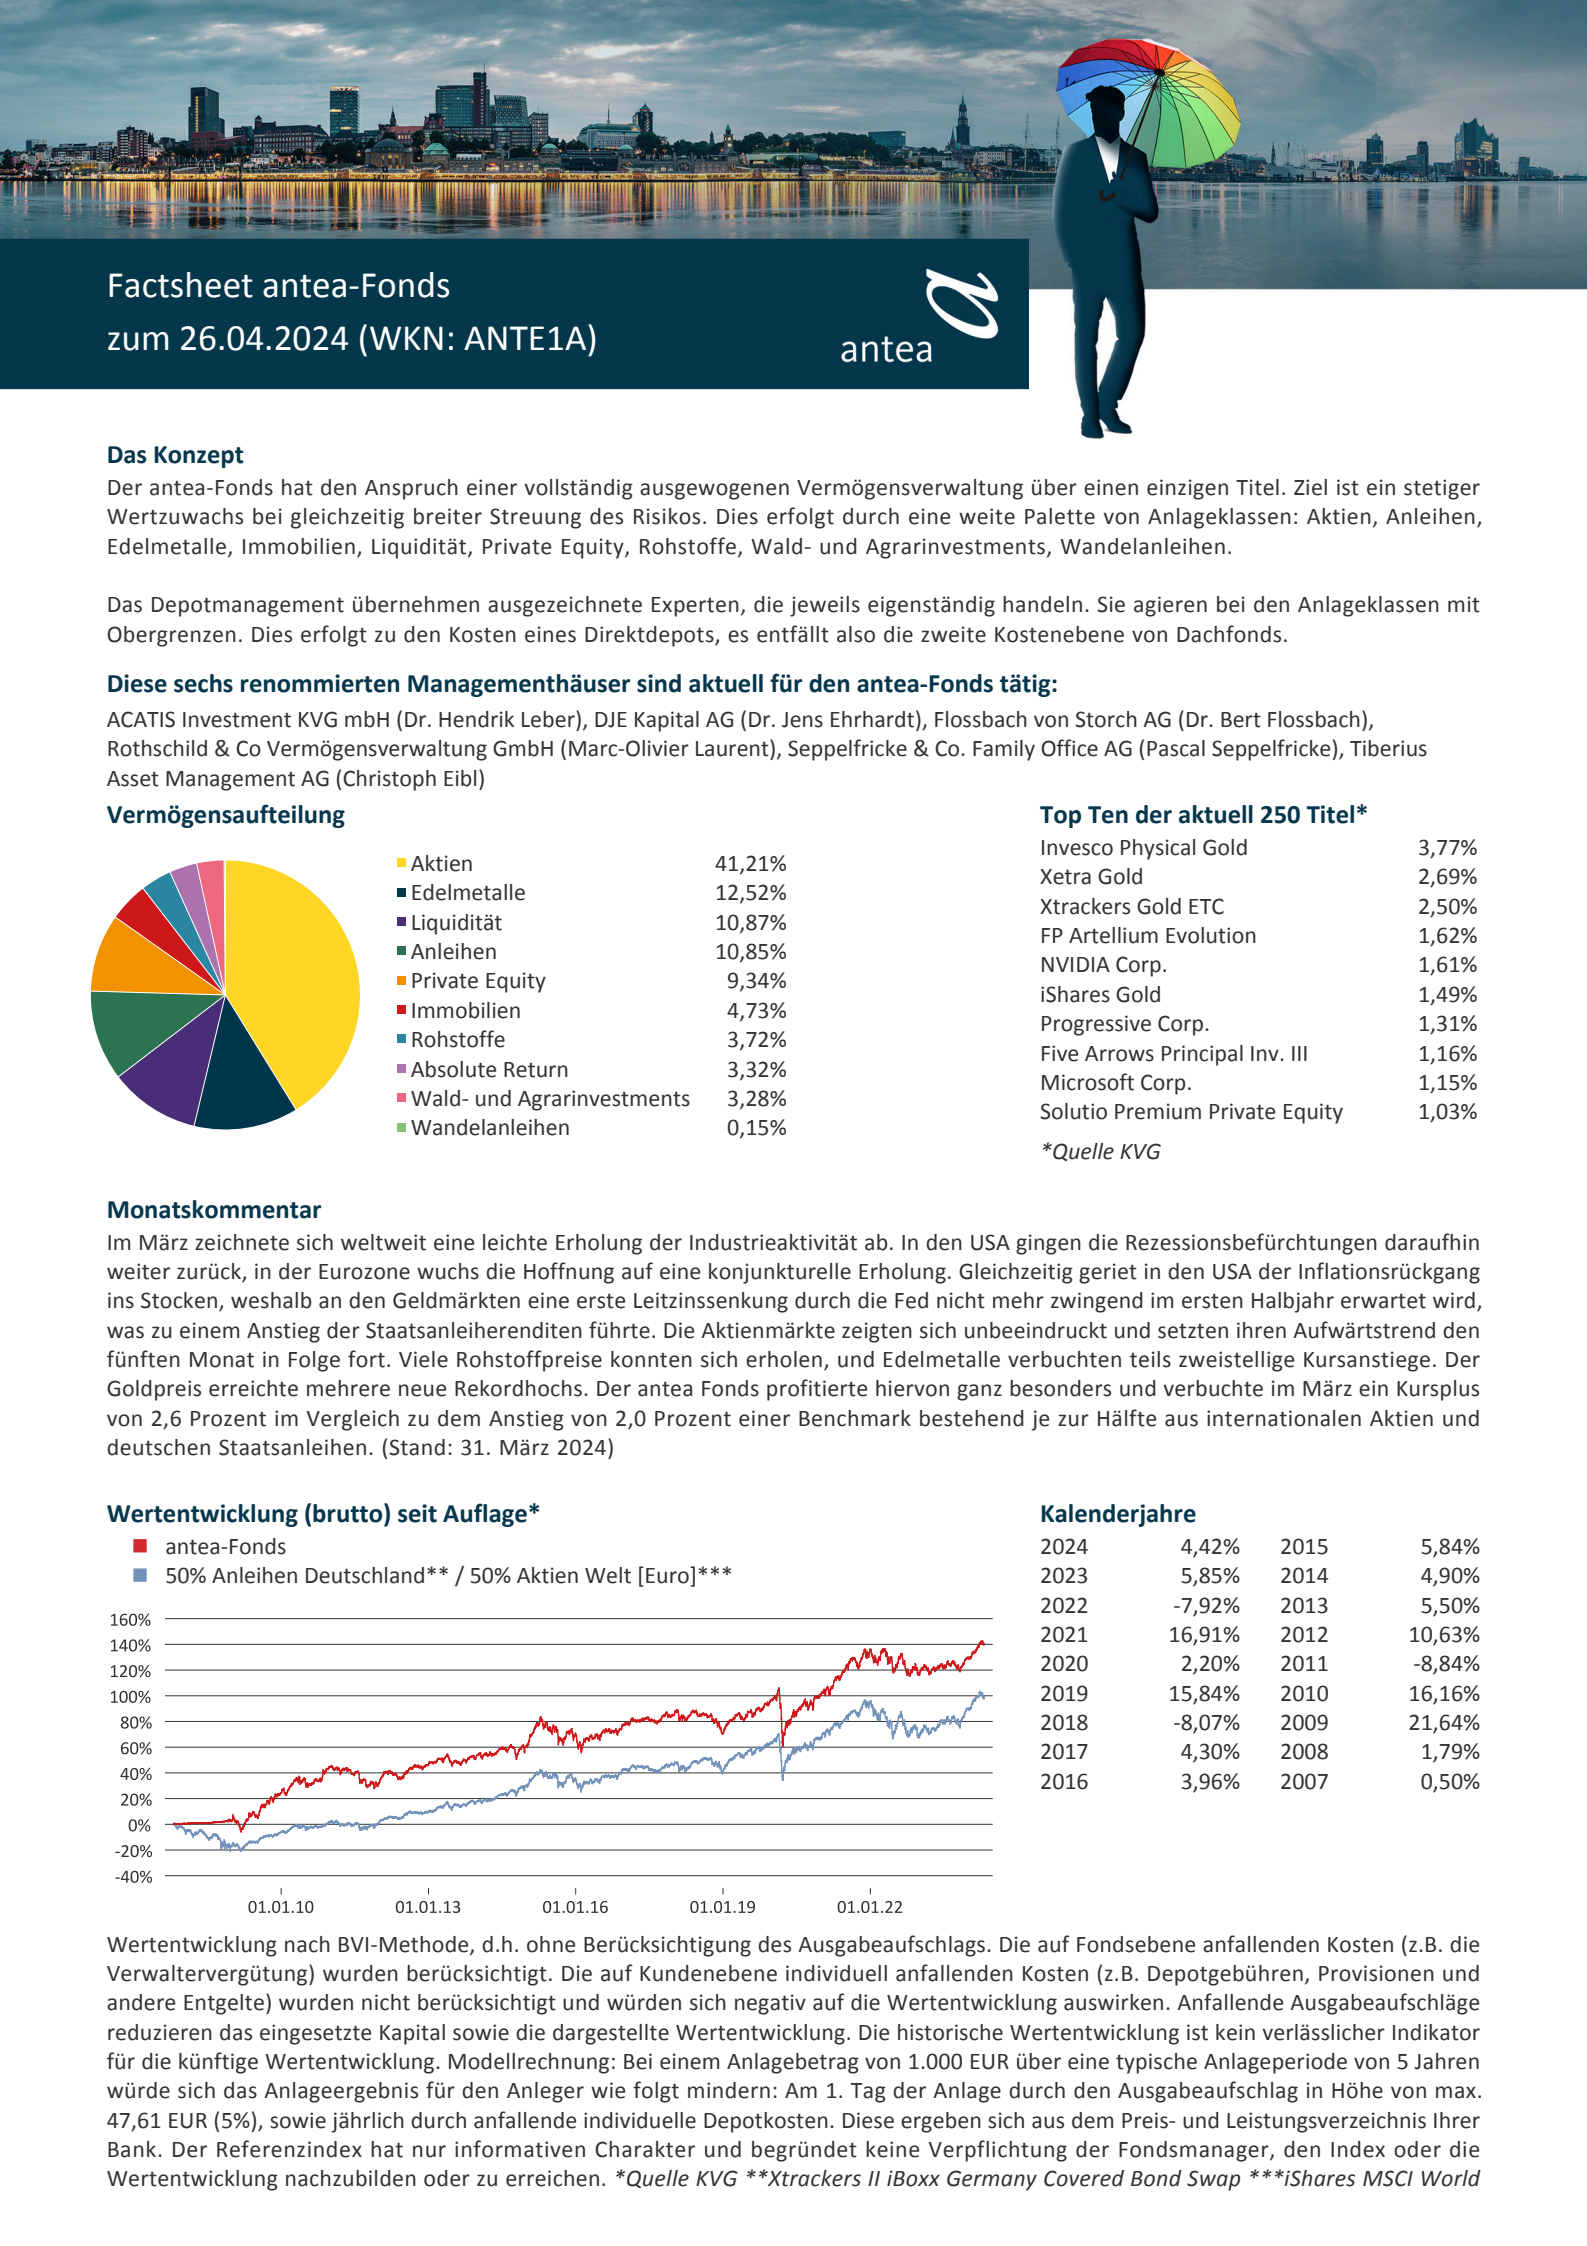 Factsheet antea-Fonds
zum 26.04.2024 (WKN: ANTE1A)
antea
Das Konzept
Der antea-Fonds hat den Anspruch einer vollständig ausgewogenen Vermögensverwaltung über einen einzigen Titel. Ziel ist ein stetiger
Wertzuwachs bei gleichzeitig breiter Streuung des Risikos. Dies erfolgt durch eine weite Palette von Anlageklassen: Aktien, Anleihen,
Edelmetalle, Immobilien, Liquidität, Private Equity, Rohstoffe, Wald- und Agrarinvestments, Wandelanleihen.
Das Depotmanagement übernehmen ausgezeichnete Experten, die jeweils eigenständig handeln. Sie agieren bei den Anlageklassen mit
Obergrenzen. Dies erfolgt zu den Kosten eines Direktdepots, es entfällt also die zweite Kostenebene von Dachfonds.
Diese sechs renommierten Managementhäuser sind aktuell für den antea-Fonds tätig:
ACATIS Investment KVG mbH (Dr. Hendrik Leber), DJE Kapital AG (Dr. Jens Ehrhardt), Flossbach von Storch AG (Dr. Bert Flossbach),
Rothschild & Co Vermögensverwaltung GmbH (Marc-Olivier Laurent), Seppelfricke & Co. Family Office AG (Pascal Seppelfricke), Tiberius
Asset Management AG (Christoph Eibl)
Vermögensaufteilung
Aktien 41,21%
Edelmetalle 12,52%
Liquidität 10,87%
Anleihen 10,85%
Private Equity 9,34%
Immobilien 4,73%
Rohstoffe 3,72%
Absolute Return 3,32%
Wald- und Agrarinvestments 3,28%
Wandelanleihen 0,15%
Top Ten der aktuell 250 Titel*
Invesco Physical Gold 3,77%
Xetra Gold 2,69%
Xtrackers Gold ETC 2,50%
FP Artellium Evolution 1,62%
NVIDIA Corp. 1,61%
iShares Gold 1,49%
Progressive Corp. 1,31%
Five Arrows Principal Inv. III 1,16%
Microsoft Corp. 1,15%
Solutio Premium Private Equity 1,03%
*Quelle KVG
Monatskommentar
Im März zeichnete sich weltweit eine leichte Erholung der Industrieaktivität ab. In den USA gingen die Rezessionsbefürchtungen daraufhin
weiter zurück, in der Eurozone wuchs die Hoffnung auf eine konjunkturelle Erholung. Gleichzeitig geriet in den USA der Inflationsrückgang
ins Stocken, weshalb an den Geldmärkten eine erste Leitzinssenkung durch die Fed nicht mehr zwingend im ersten Halbjahr erwartet wird,
was zu einem Anstieg der Staatsanleiherenditen führte. Die Aktienmärkte zeigten sich unbeeindruckt und setzten ihren Aufwärtstrend den
fünften Monat in Folge fort. Viele Rohstoffpreise konnten sich erholen, und Edelmetalle verbuchten teils zweistellige Kursanstiege. Der
Goldpreis erreichte mehrere neue Rekordhochs. Der antea Fonds profitierte hiervon ganz besonders und verbuchte im März ein Kursplus
von 2,6 Prozent im Vergleich zu dem Anstieg von 2,0 Prozent einer Benchmark bestehend je zur Hälfte aus internationalen Aktien und
deutschen Staatsanleihen. (Stand: 31. März 2024)
Wertentwicklung (brutto) seit Auflage*
antea-Fonds
50% Anleihen Deutschland** / 50% Aktien Welt [Euro]***
160%
140%
120%
100%
80%
60%
40%
20%
0%
-20%
-40%
01.01.10 01.01.13 01.01.16 01.01.19 01.01.22
Kalenderjahre
2024 4,42% 2015 5,84%
2023 5,85% 2014 4,90%
2022 -7,92% 2013 5,50%
2021 16,91% 2012 10,63%
2020 2,20% 2011 -8,84%
2019 15,84% 2010 16,16%
2018 -8,07% 2009 21,64%
2017 4,30% 2008 1,79%
2016 3,96% 2007 0,50%
Wertentwicklung nach BVI-Methode, d.h. ohne Berücksichtigung des Ausgabeaufschlags. Die auf Fondsebene anfallenden Kosten (z.B. die
Verwaltervergütung) wurden berücksichtigt. Die auf Kundenebene individuell anfallenden Kosten (z.B. Depotgebühren, Provisionen und
andere Entgelte) wurden nicht berücksichtigt und würden sich negativ auf die Wertentwicklung auswirken. Anfallende Ausgabeaufschläge
reduzieren das eingesetzte Kapital sowie die dargestellte Wertentwicklung. Die historische Wertentwicklung ist kein verlässlicher Indikator
für die künftige Wertentwicklung. Modellrechnung: Bei einem Anlagebetrag von 1.000 EUR über eine typische Anlageperiode von 5 Jahren
würde sich das Anlageergebnis für den Anleger wie folgt mindern: Am 1. Tag der Anlage durch den Ausgabeaufschlag in Höhe von max.
47,61 EUR (5%), sowie jährlich durch anfallende individuelle Depotkosten. Diese ergeben sich aus dem Preis- und Leistungsverzeichnis Ihrer
Bank. Der Referenzindex hat nur informativen Charakter und begründet keine Verpflichtung der Fondsmanager, den Index oder die
Wertentwicklung nachzubilden oder zu erreichen. *Quelle KVG **Xtrackers II iBoxx Germany Covered Bond Swap ***iShares MSCI World